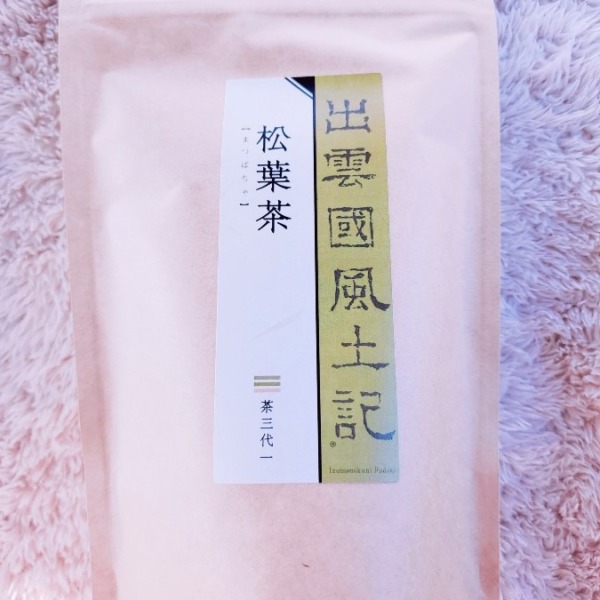 出雲國風土記®
Izumonokuni Fudoki
松葉茶
【まつばちゃ】
茶三代一